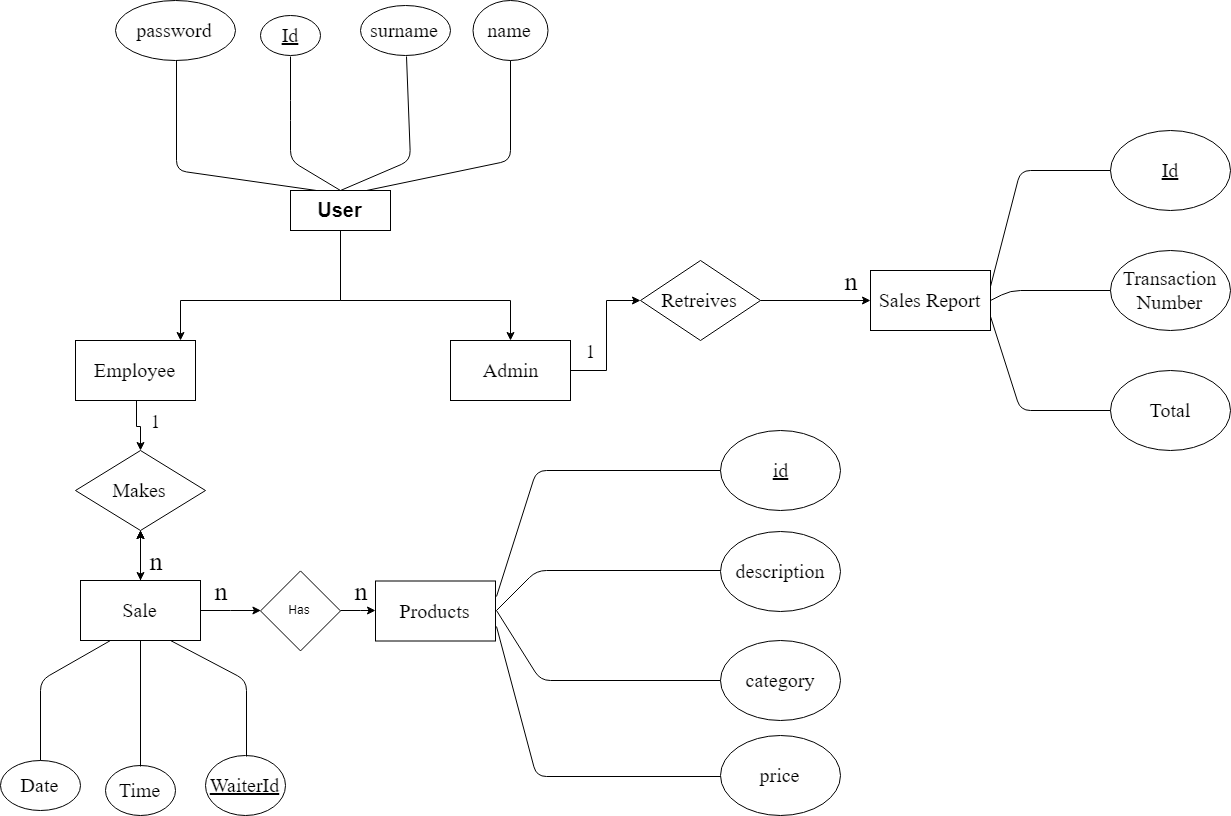 password
Id
surname
name
User
Id
Transaction
Number
Total
Retreives
n
Sales Report
1
Employee
Admin
1
Makes
n
Sale
n
Has
n
Products
id
description
category
price
Date
Time
WaiterId